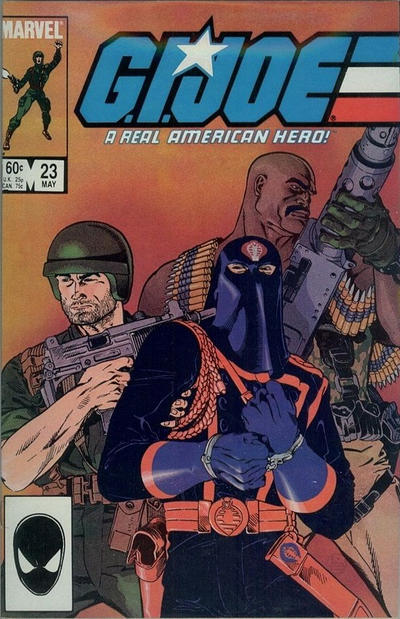 MARVEL
G.I.JOE
A REAL AMERICAN HERO!
60¢
U.K. 25p
CAN. 75¢
23
MAY